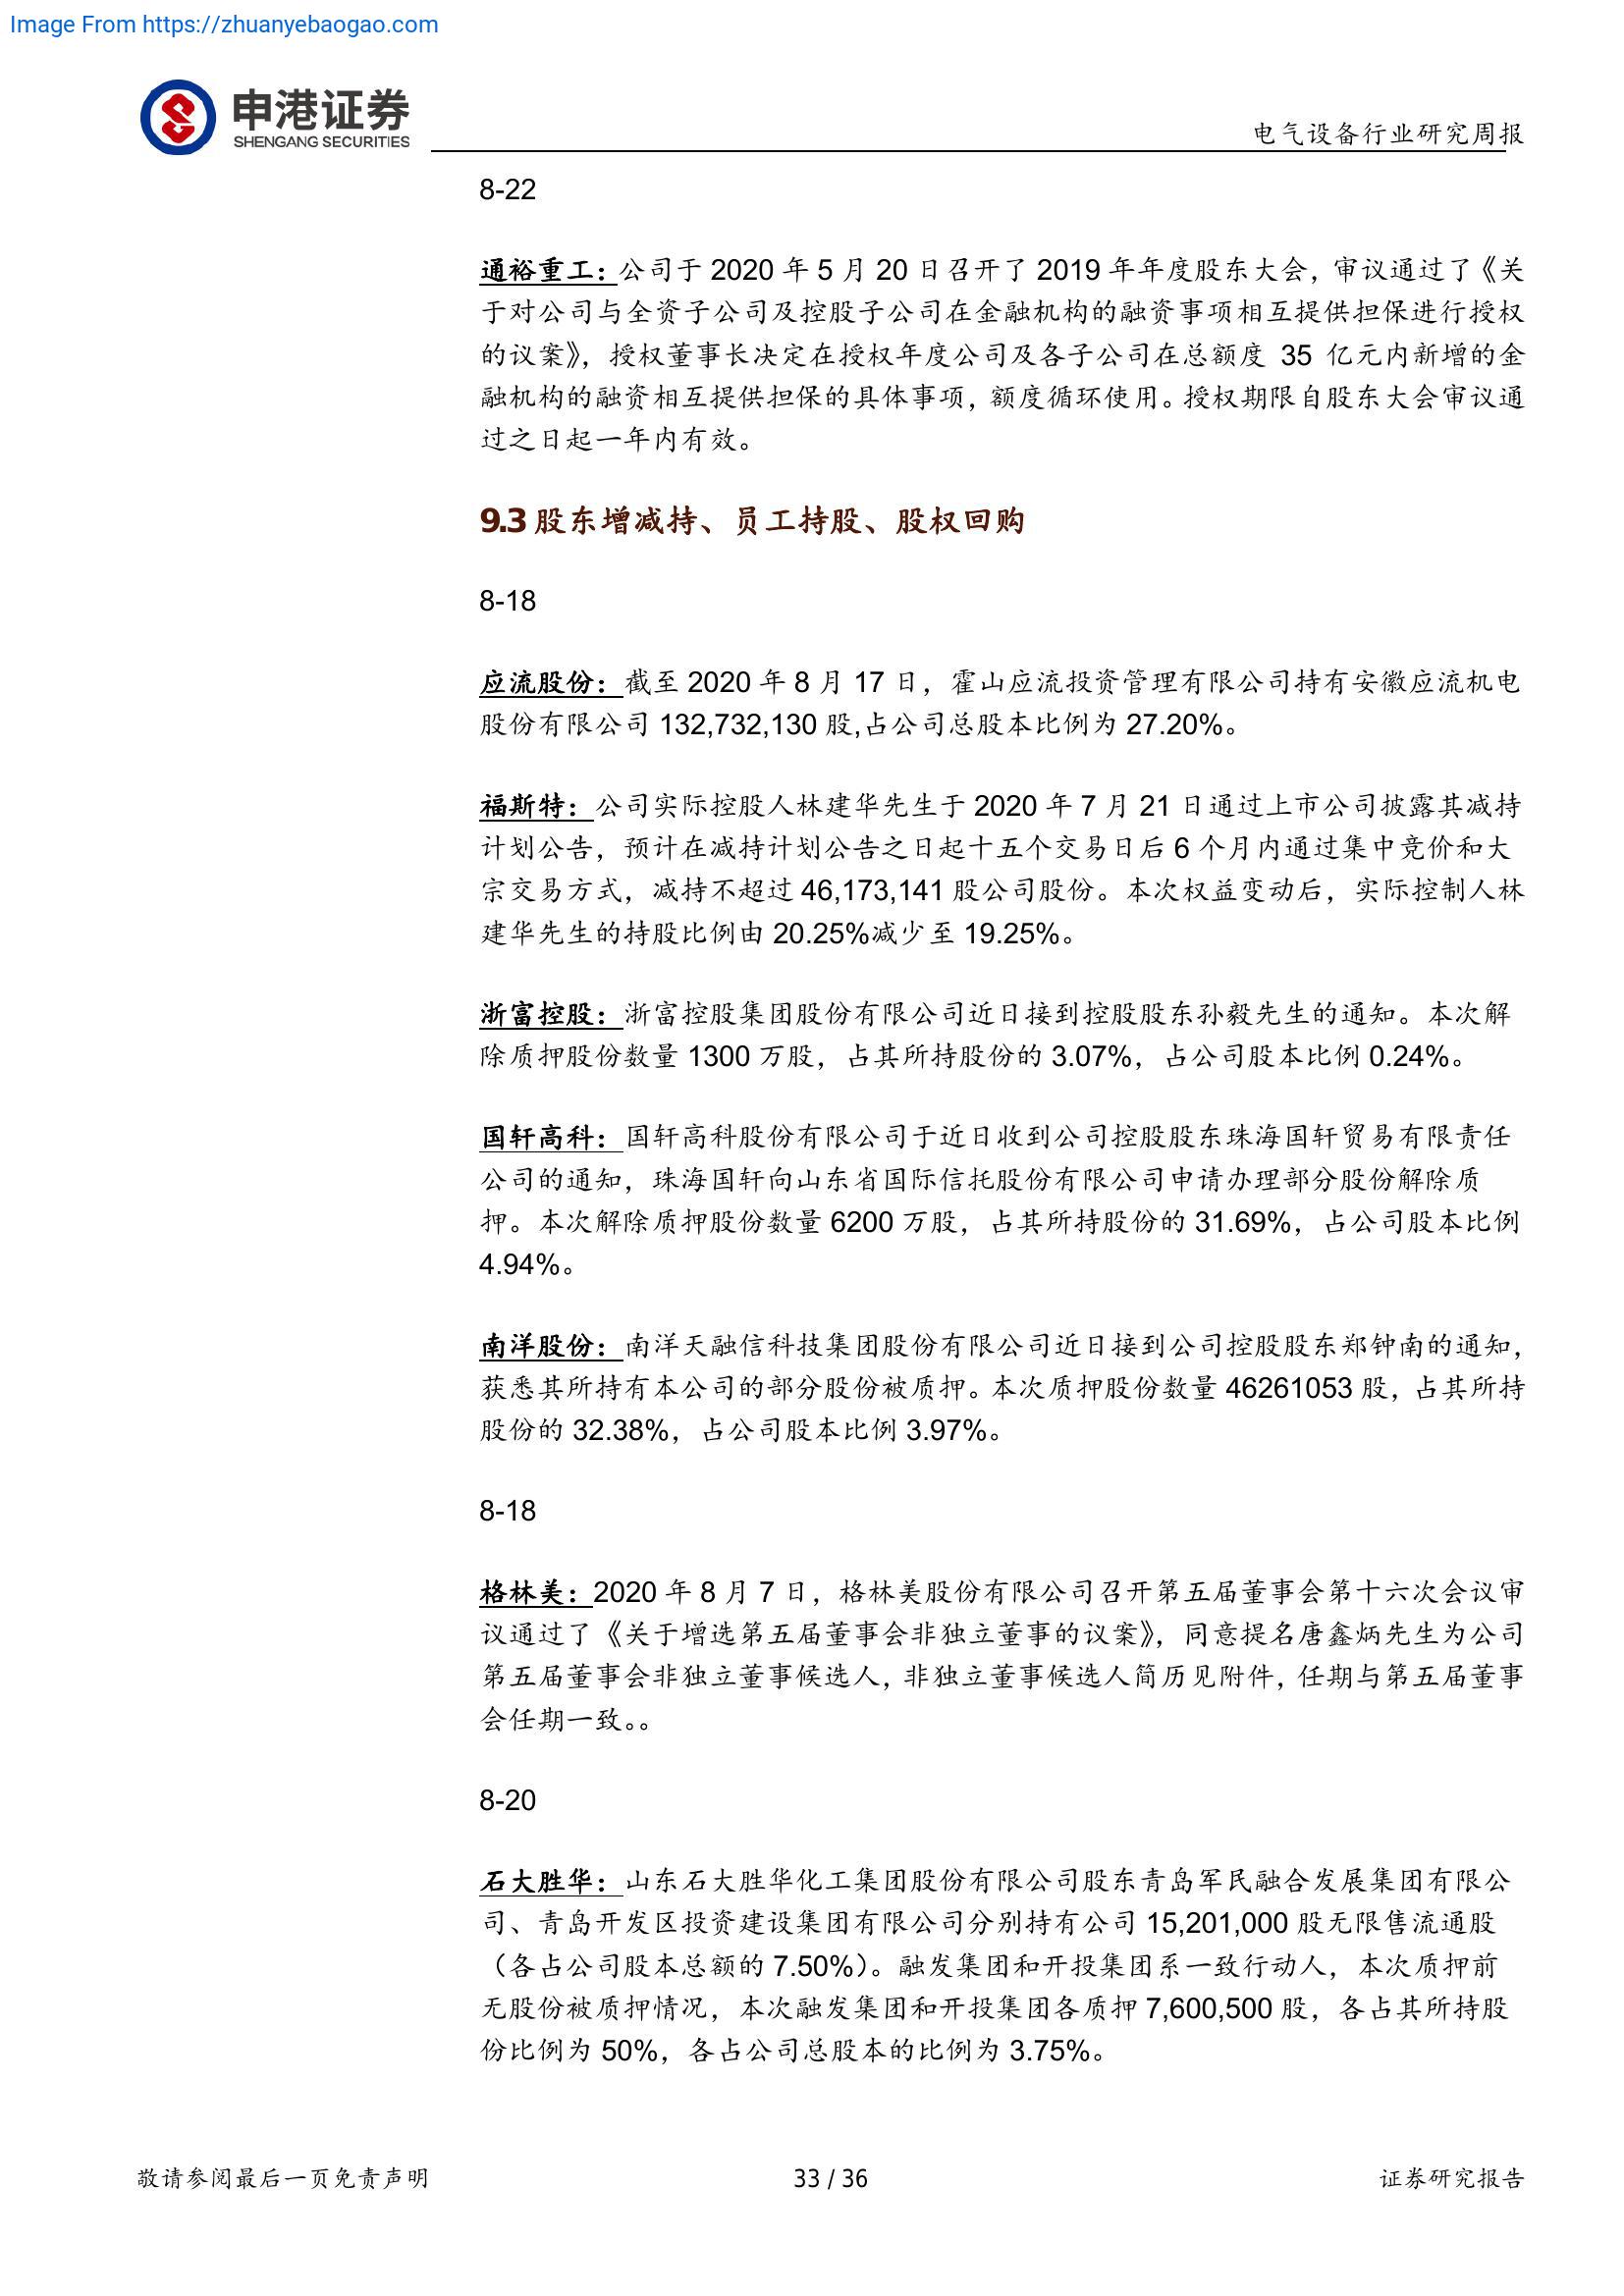 Image From https://zhuanyebaogao.com
申港证券
SHENGANG SECURITIES
电气设备行业研究周报
8-22
通裕重工：公司于 2020 年 5 月 20 日召开了 2019 年年度股东大会，审议通过了《关
于对公司与全资子公司及控股子公司在金融机构的融资事项相互提供担保进行授权
的议案》，授权董事长决定在授权年度公司及各子公司在总额度 35 亿元内新增的金
融机构的融资相互提供担保的具体事项，额度循环使用。授权期限自股东大会审议通
过之日起一年内有效。
9.3 股东增减持、员工持股、股权回购
8-18
应流股份：截至 2020 年 8 月 17 日，霍山应流投资管理有限公司持有安徽应流机电
股份有限公司 132,732,130 股,占公司总股本比例为 27.20%。
福斯特：公司实际控股人林建华先生于 2020 年 7 月 21 日通过上市公司披露其减持
计划公告，预计在减持计划公告之日起十五个交易日后 6 个月内通过集中竞价和大
宗交易方式，减持不超过 46,173,141 股公司股份。本次权益变动后，实际控制人林
建华先生的持股比例由 20.25%减少至 19.25%。
浙富控股：浙富控股集团股份有限公司近日接到控股股东孙毅先生的通知。本次解
除质押股份数量 1300 万股，占其所持股份的 3.07%，占公司股本比例 0.24%。
国轩高科：国轩高科股份有限公司于近日收到公司控股股东珠海国轩贸易有限责任
公司的通知，珠海国轩向山东省国际信托股份有限公司申请办理部分股份解除质
押。本次解除质押股份数量 6200 万股，占其所持股份的 31.69%，占公司股本比例
4.94%。
南洋股份：南洋天融信科技集团股份有限公司近日接到公司控股股东郑钟南的通知，
获悉其所持有本公司的部分股份被质押。本次质押股份数量 46261053 股，占其所持
股份的 32.38%，占公司股本比例 3.97%。
8-18
格林美：2020 年 8 月 7 日，格林美股份有限公司召开第五届董事会第十六次会议审
议通过了《关于增选第五届董事会非独立董事的议案》，同意提名唐鑫炳先生为公司
第五届董事会非独立董事候选人，非独立董事候选人简历见附件，任期与第五届董事
会任期一致。。
8-20
石大胜华：山东石大胜华化工集团股份有限公司股东青岛军民融合发展集团有限公
司、青岛开发区投资建设集团有限公司分别持有公司 15,201,000 股无限售流通股
（各占公司股本总额的 7.50%）。融发集团和开投集团系一致行动人，本次质押前
无股份被质押情况，本次融发集团和开投集团各质押 7,600,500 股，各占其所持股
份比例为 50%，各占公司总股本的比例为 3.75%。
敬请参阅最后一页免责声明
33 / 36
证券研究报告